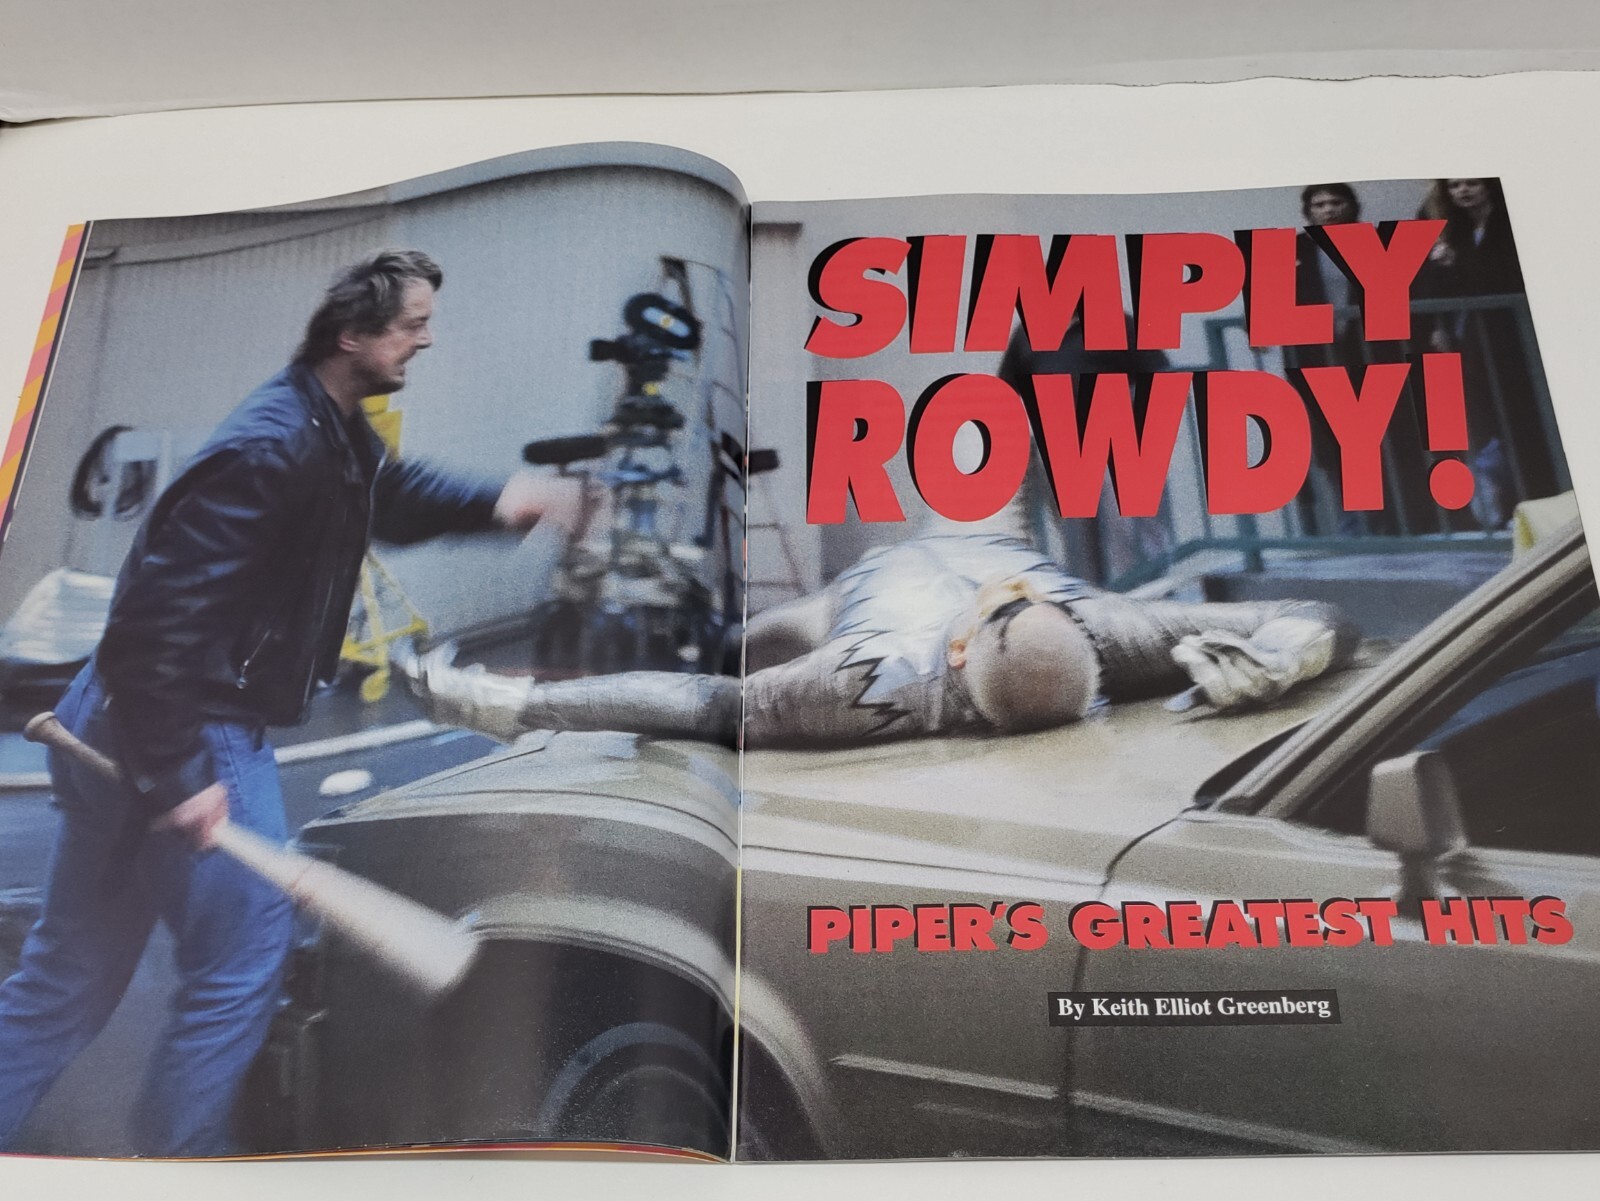 SIMPLY
ROWDY!
PIPER'S GREATEST HITS
By Keith Elliot Greenberg